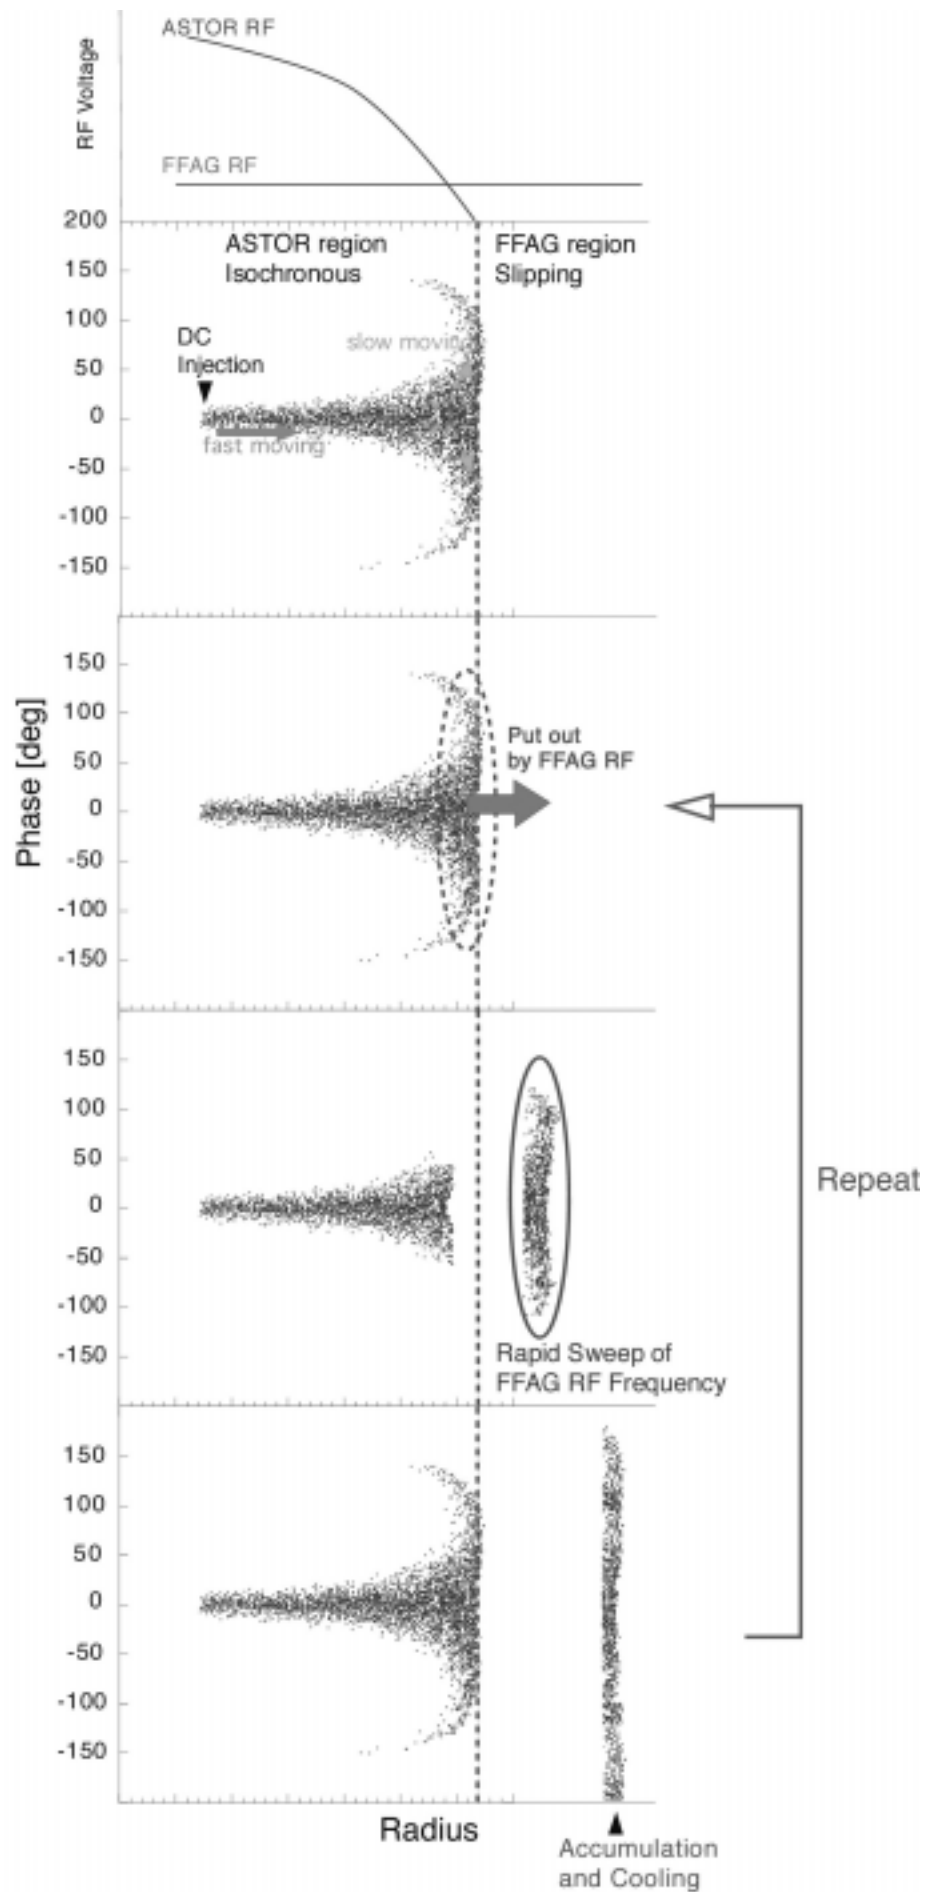 ASTOR RF
RF Voltage
FFAG RF
200
ASTOR region
Isochronous
FFAG region
Slipping
150
100
DC
Injection
slow moving
50
0
fast moving
-50
-100
-150
150
100
Put out
by FFAG RF
50
0
-50
-100
-150
Phase [deg]
150
100
50
0
-50
-100
-150
Repeat
Rapid Sweep of
FFAG RF Frequency
150
100
50
0
-50
-100
-150
Radius
Accumulation
and Cooling